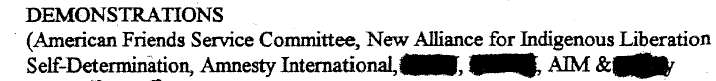 DEMONSTRATIONS
(American Friends Service Committee, New Alliance for Indigenous Liberation
Self-Determination, Amnesty International, , , AIM &